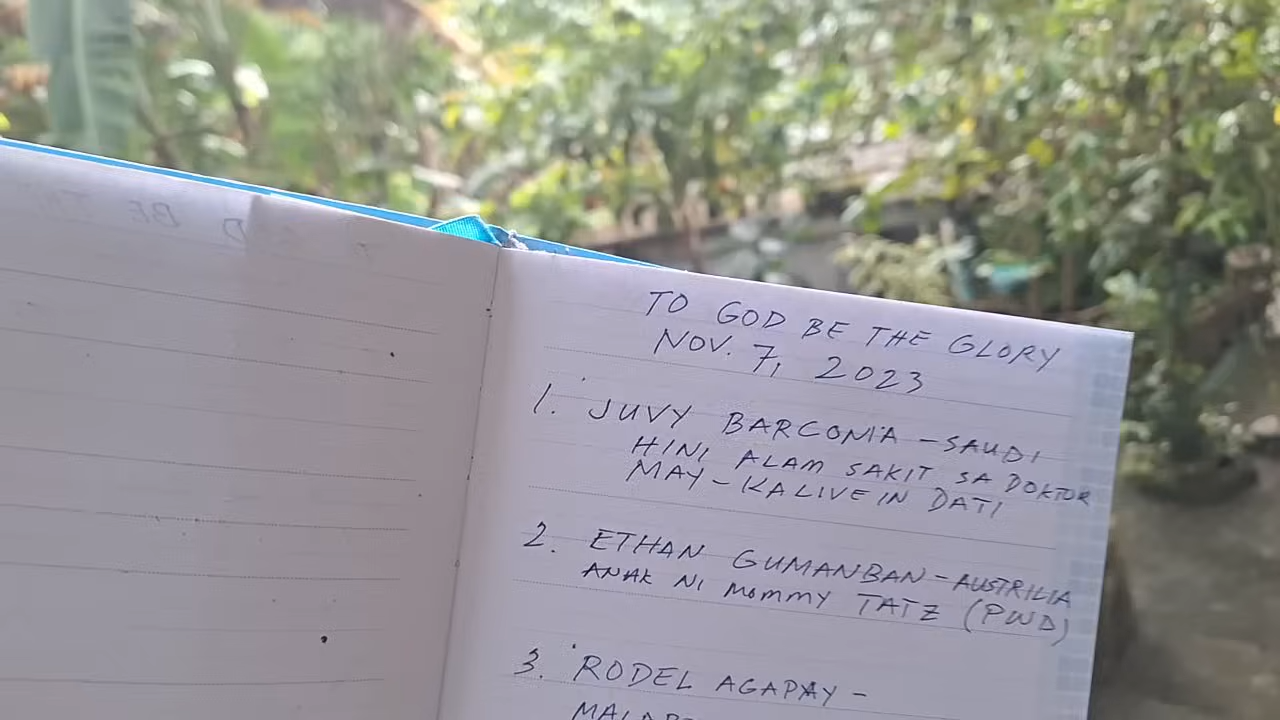 TO GOD BE THE GLORY
NOV. 7, 2023
1. JUVY BARCONIA - SAUDI
HINI ALAM SAKIT SA DOKTOR
MAY - KALIVE IN DATI
2. ETHAN GUMANBAN - AUSTRILIA
ANAK NI MOMMY TATZ (PWD)
3. RODEL AGAPAY -